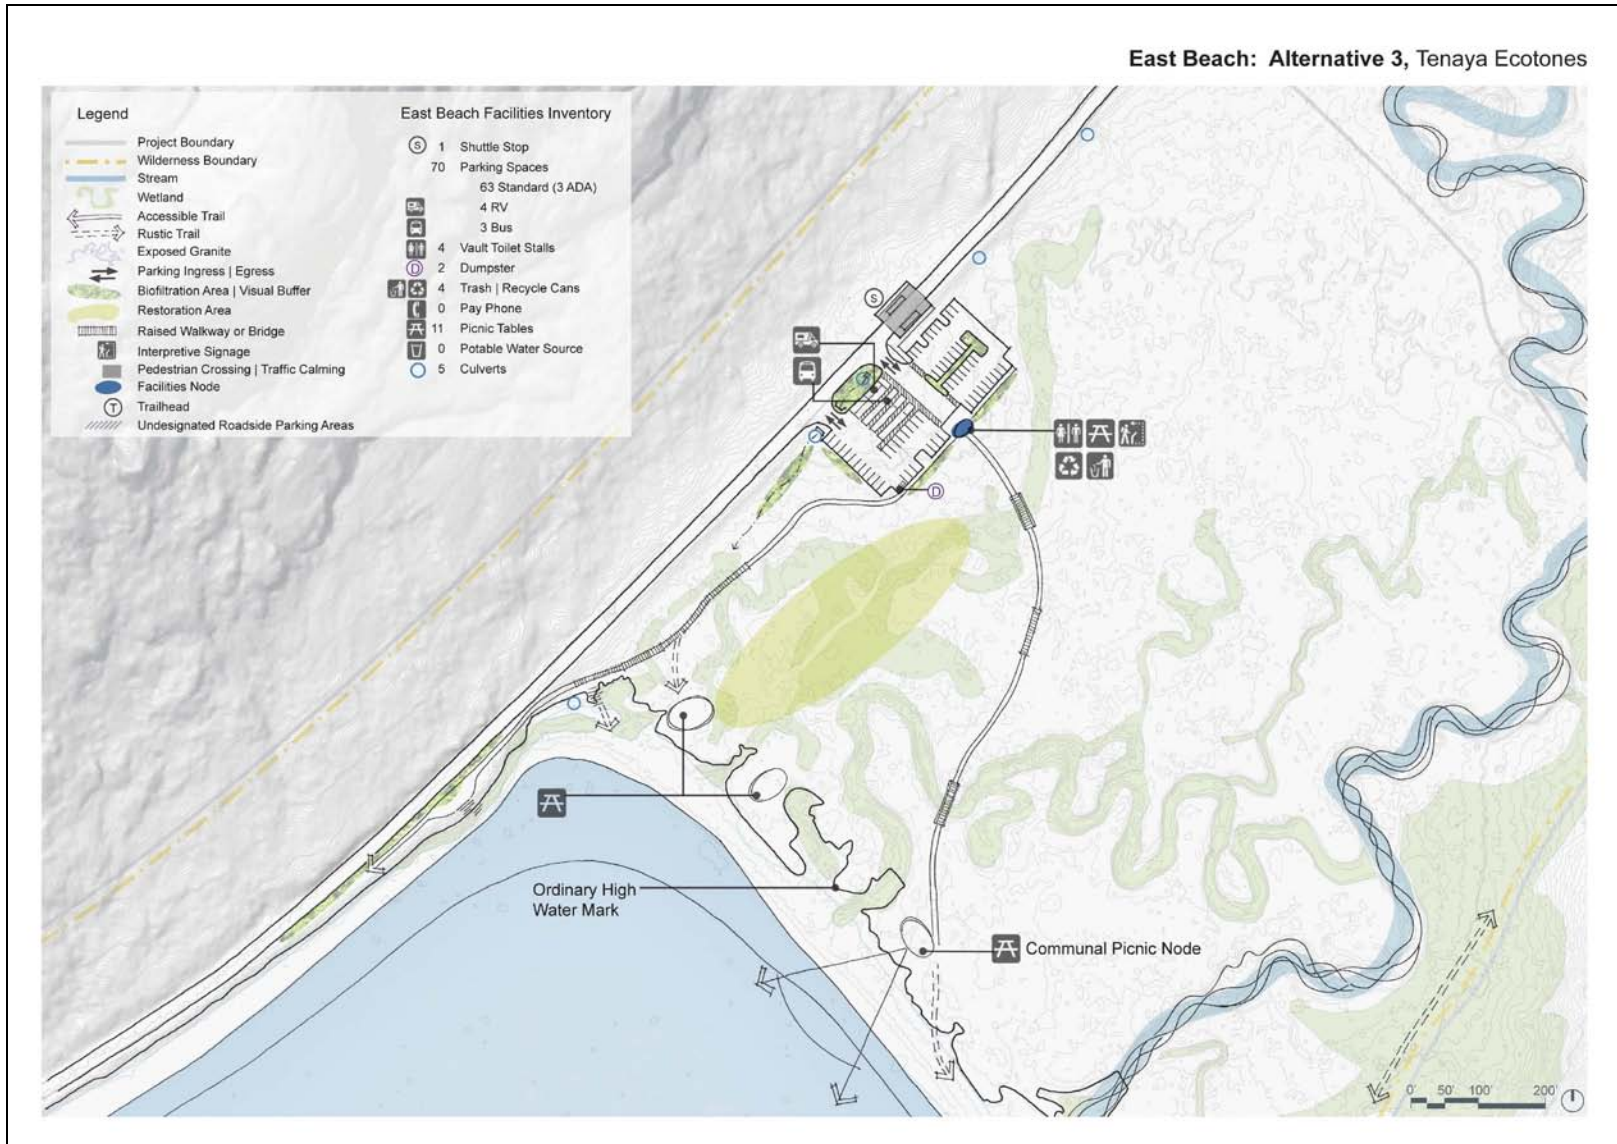 East Beach: Alternative 3, Tenaya Ecotones
Legend
Project Boundary
Wilderness Boundary
Stream
Wetland
Accessible Trail
Rustic Trail
Exposed Granite
Parking Ingress | Egress
Biofiltration Area | Visual Buffer
Restoration Area
Raised Walkway or Bridge
Interpretive Signage
Pedestrian Crossing | Traffic Calming
Facilities Node
T Trailhead
Undesignated Roadside Parking Areas
East Beach Facilities Inventory
S 1 Shuttle Stop
70 Parking Spaces
63 Standard (3 ADA)
4 RV
3 Bus
4 Vault Toilet Stalls
D 2 Dumpster
4 Trash | Recycle Cans
0 Pay Phone
11 Picnic Tables
0 Potable Water Source
5 Culverts
S
D
Ordinary High
Water Mark
Communal Picnic Node
0' 50' 100' 200'